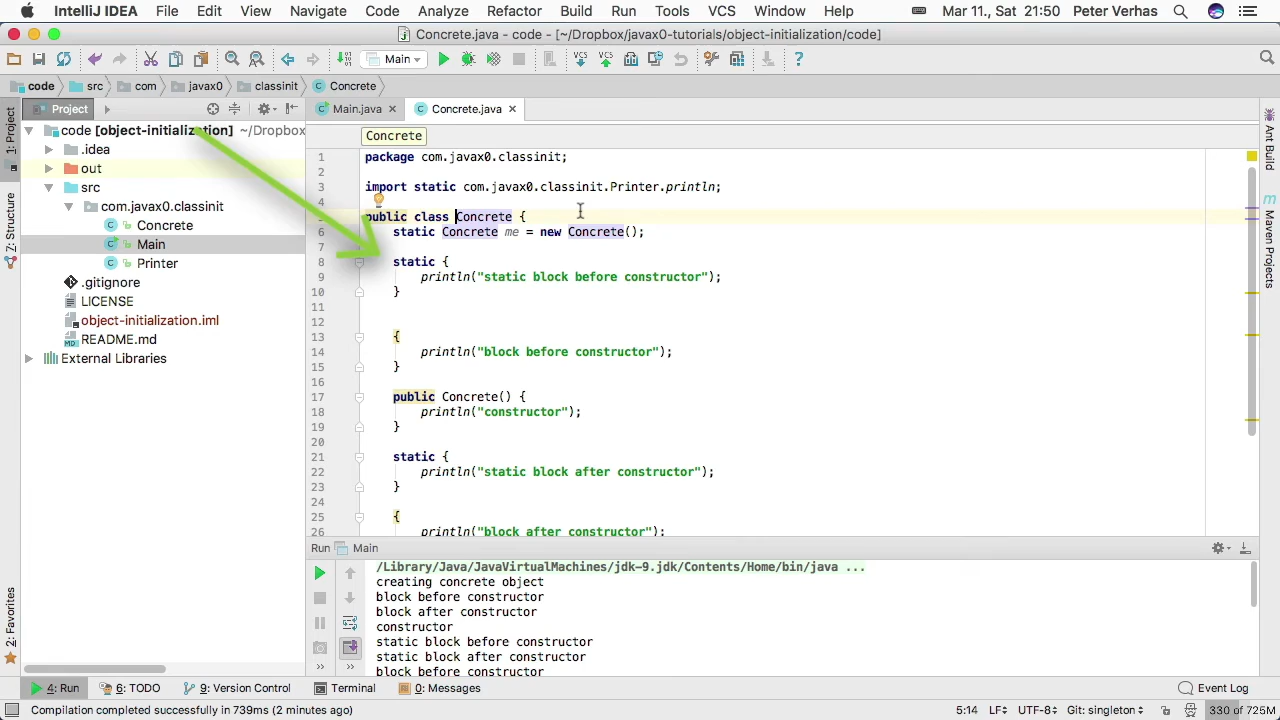 IntelliJ IDEA File Edit View Navigate Code Analyze Refactor Build Run Tools VCS Window Help Mar 11., Sat 21:50 Peter Verhas
Concrete.java - code - [~/Dropbox/javax0-tutorials/object-initialization/code]
Main
code src com javax0 classinit Concrete
Project
Main.java Concrete.java
1: Project
Z: Structure
2: Favorites
Ant Build
Maven Projects
code [object-initialization] ~/Dropbox
.idea
out
src
com.javax0.classinit
Concrete
Main
Printer
.gitignore
LICENSE
object-initialization.iml
README.md
External Libraries
Concrete
1 package com.javax0.classinit;
2
3 import static com.javax0.classinit.Printer.println;
4
5 public class Concrete {
6 static Concrete me = new Concrete();
7
8 static {
9 println("static block before constructor");
10 }
11
12
13 {
14 println("block before constructor");
15 }
16
17 public Concrete() {
18 println("constructor");
19 }
20
21 static {
22 println("static block after constructor");
23 }
24
25 {
26 println("block after constructor");
Run Main
/Library/Java/JavaVirtualMachines/jdk-9.jdk/Contents/Home/bin/java ...
creating concrete object
block before constructor
block after constructor
constructor
static block before constructor
static block after constructor
block before constructor
4: Run 6: TODO 9: Version Control Terminal 0: Messages Event Log
Compilation completed successfully in 739ms (2 minutes ago) 5:14 LF UTF-8 Git: singleton 330 of 725M